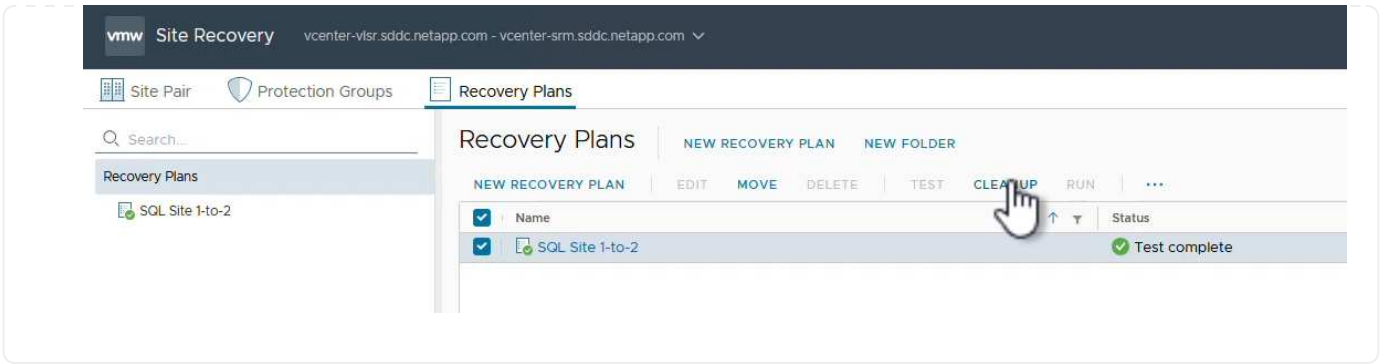 vmw Site Recovery vcenter-vlsr.sddc.netapp.com - vcenter-srm.sddc.netapp.com
Site Pair Protection Groups Recovery Plans
Search...
Recovery Plans NEW RECOVERY PLAN NEW FOLDER
Recovery Plans
NEW RECOVERY PLAN EDIT MOVE DELETE TEST CLEANUP RUN ...
SQL Site 1-to-2
Name Status
SQL Site 1-to-2 Test complete